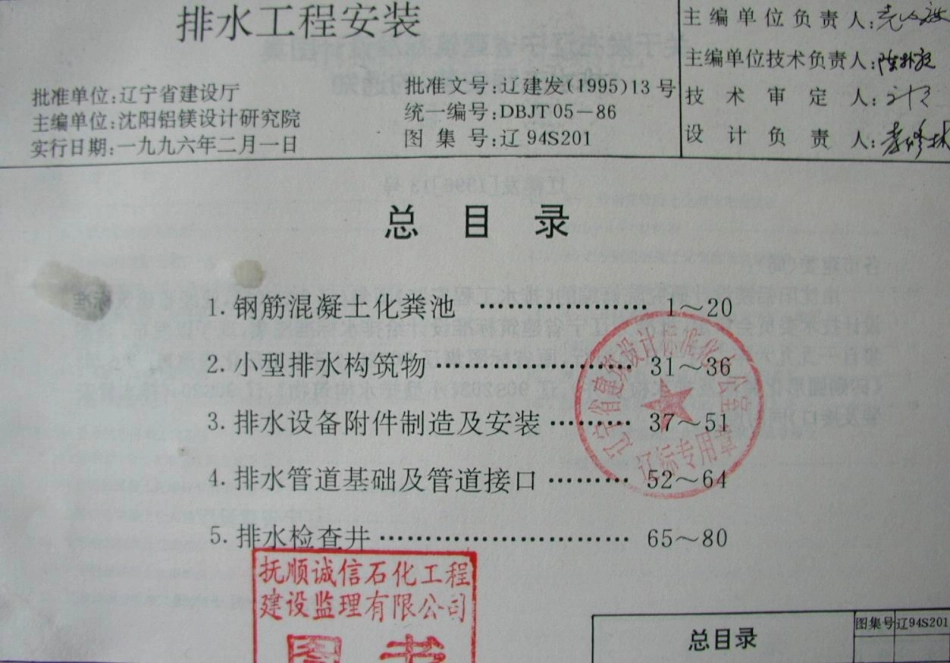 排水工程安装
批准单位:辽宁省建设厅
主编单位:沈阳铝镁设计研究院
实行日期:一九九六年二月一日
批准文号:辽建发(1995)13号
统一编号:DBJT 05-86
图集号:辽94S201
主编单位负责人:
主编单位技术负责人:
技术审定人:
设计负责人:
总目录
1. 钢筋混凝土化粪池 ……………… 1~20
2. 小型排水构筑物 ……………… 31~36
3. 排水设备附件制造及安装 ……… 37~51
4. 排水管道基础及管道接口 ……… 52~64
5. 排水检查井 ……………………… 65~80
辽标专用章
抚顺诚信石化工程
建设监理有限公司
图书
总目录
图集号 辽94S201